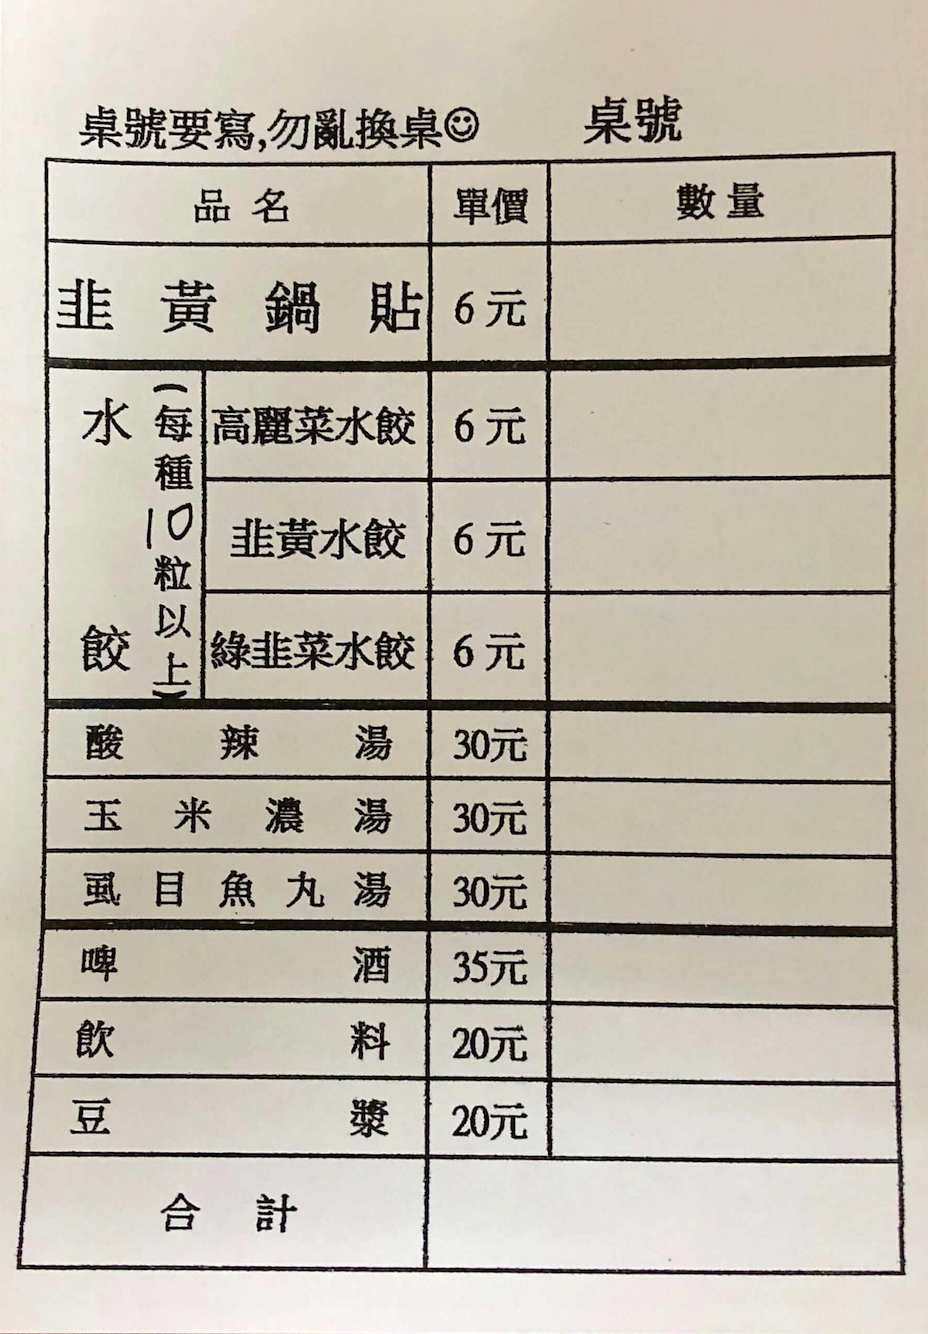 桌號要寫,勿亂換桌☺ 桌號
品名 單價 數量
韭黃鍋貼 6元
水餃
(每種10粒以上)
高麗菜水餃 6元
韭黃水餃 6元
綠韭菜水餃 6元
酸辣湯 30元
玉米濃湯 30元
虱目魚丸湯 30元
啤酒 35元
飲料 20元
豆漿 20元
合計